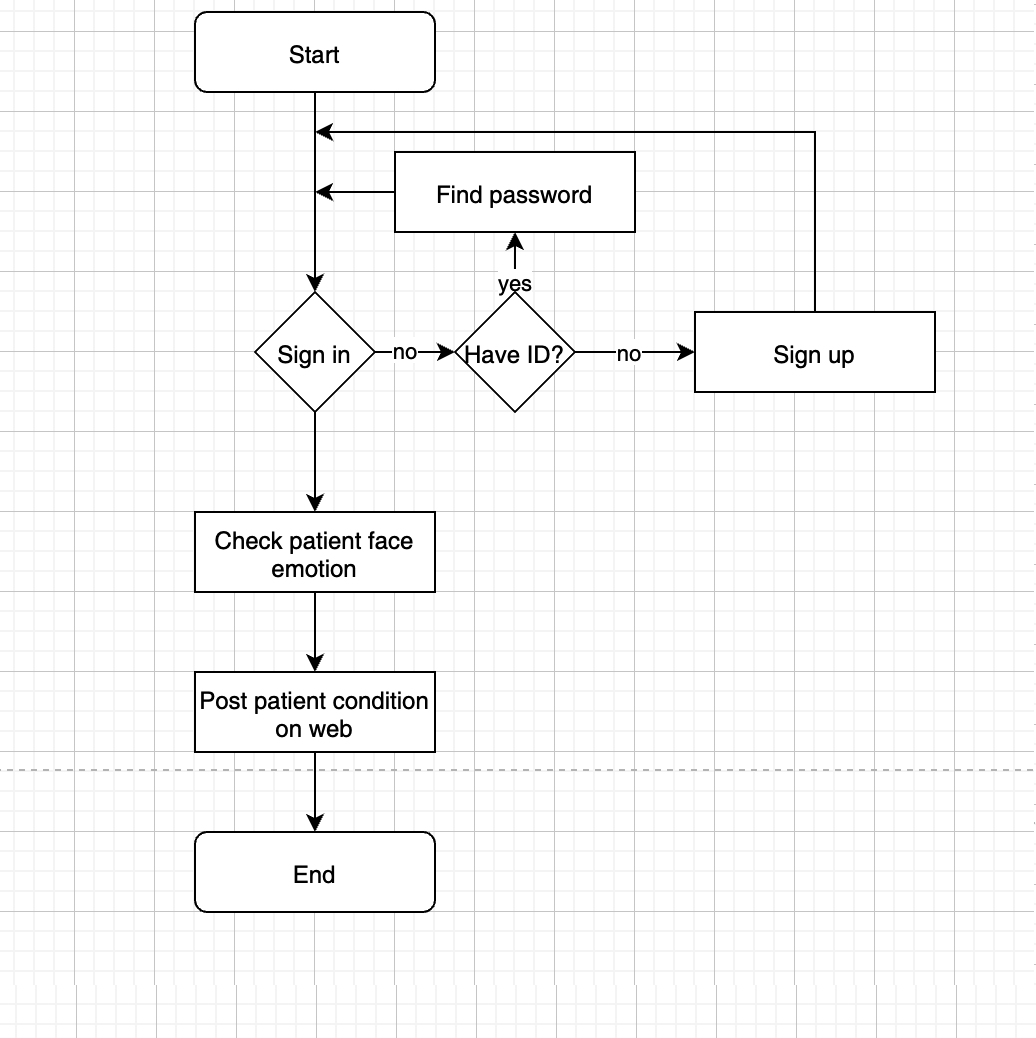 Start
Find password
yes
Sign in
no
Have ID?
no
Sign up
Check patient face
emotion
Post patient condition
on web
End